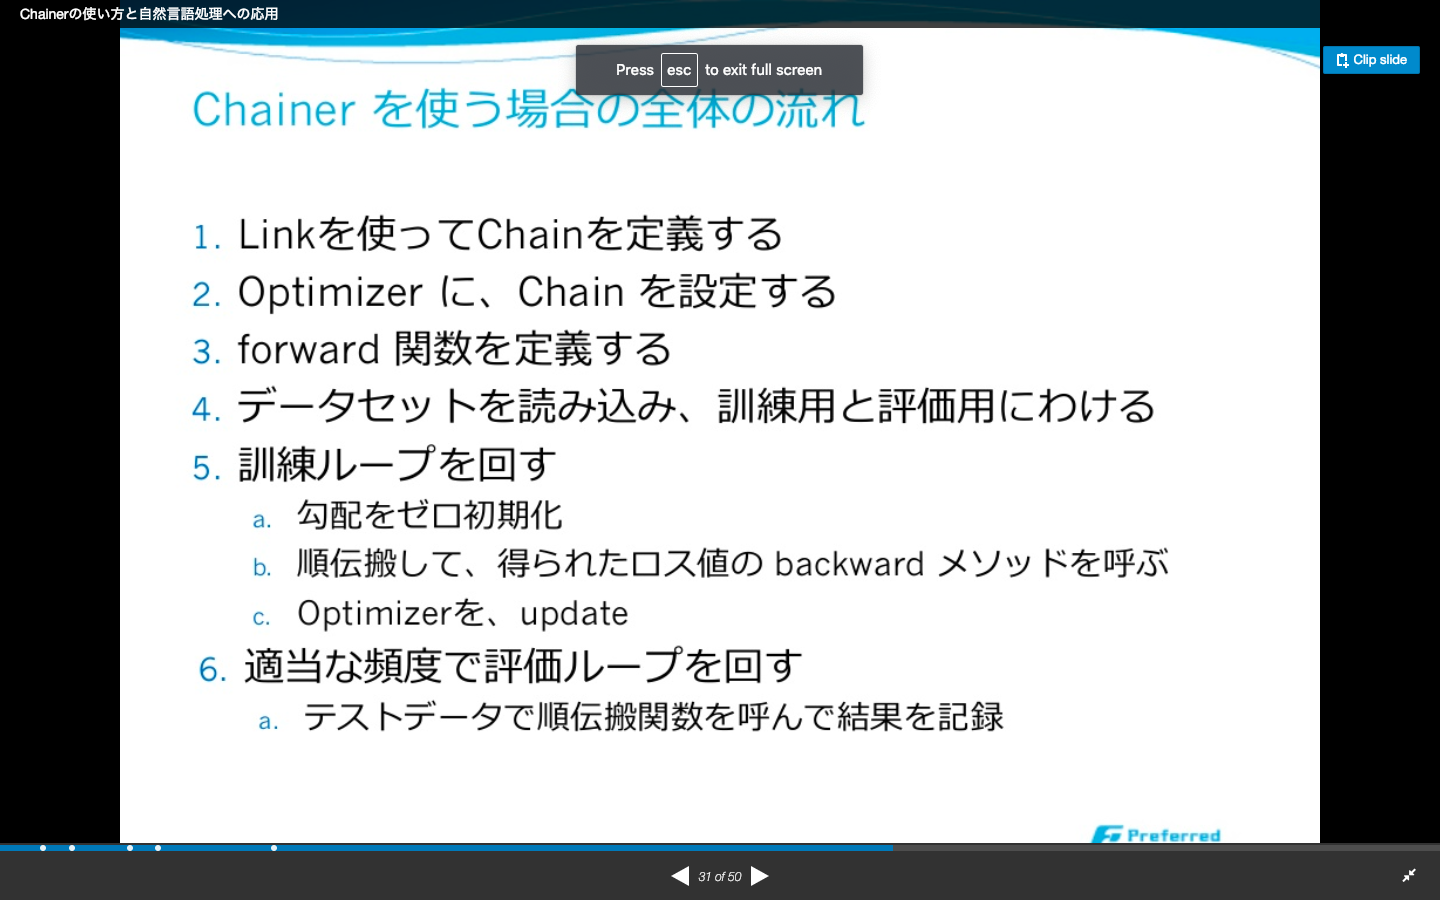 Chainerの使い方と自然言語処理への応用
Press esc to exit full screen
Clip slide
Chainer を使う場合の全体の流れ
1. Linkを使ってChainを定義する
2. Optimizer に、Chain を設定する
3. forward 関数を定義する
4. データセットを読み込み、訓練用と評価用にわける
5. 訓練ループを回す
a. 勾配をゼロ初期化
b. 順伝搬して、得られたロス値の backward メソッドを呼ぶ
c. Optimizerを、update
6. 適当な頻度で評価ループを回す
a. テストデータで順伝搬関数を呼んで結果を記録
Preferred
31 of 50